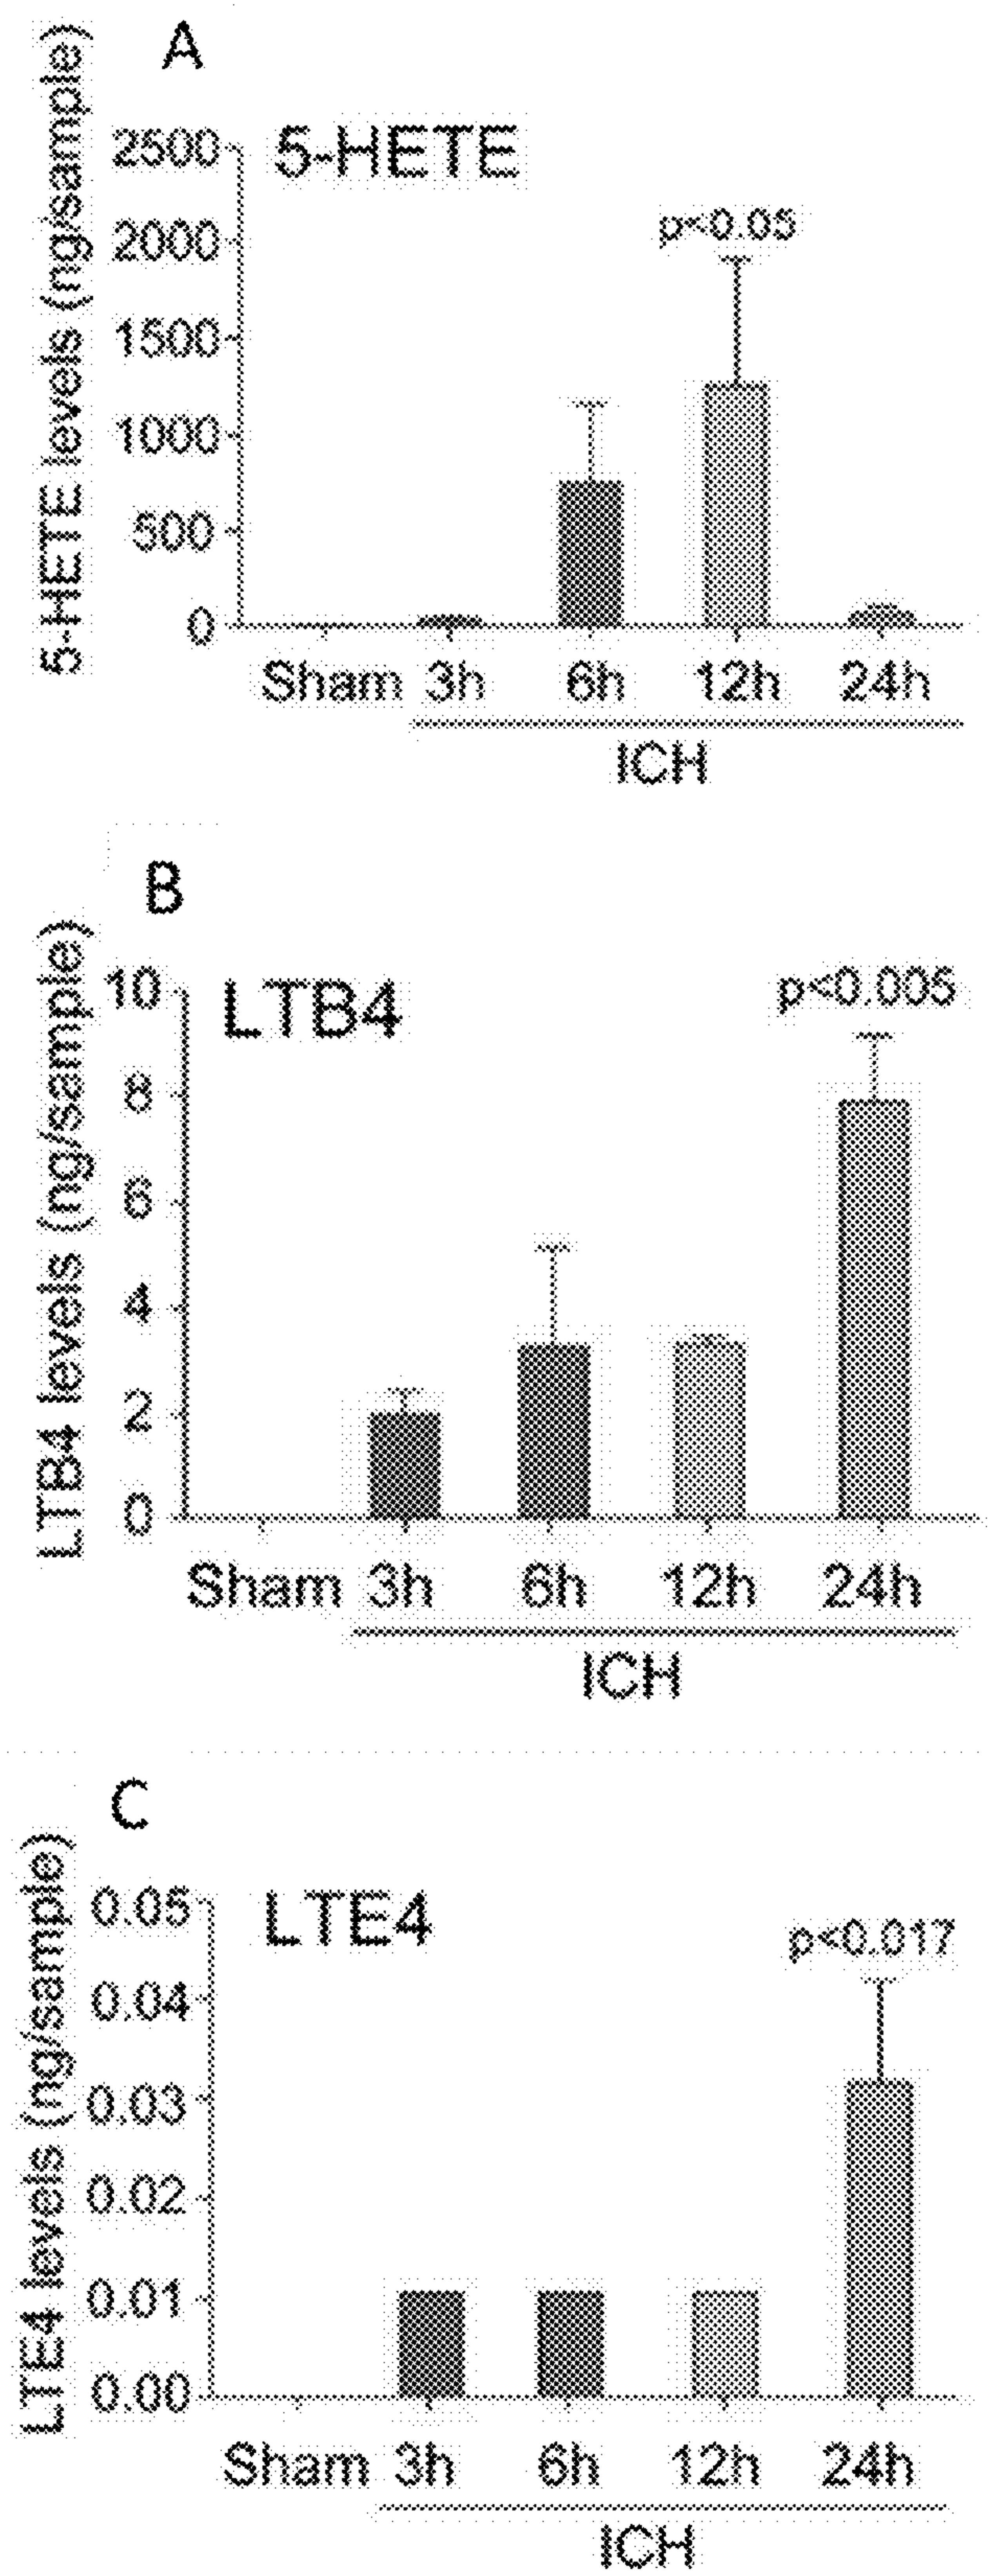 A
5-HETE levels (ng/sample)
5-HETE
2500
2000
1500
1000
500
0
p<0.05
Sham 3h 6h 12h 24h
ICH
B
LTB4 levels (ng/sample)
LTB4
10
8
6
4
2
0
p<0.005
Sham 3h 6h 12h 24h
ICH
C
LTE4 levels (ng/sample)
LTE4
0.05
0.04
0.03
0.02
0.01
0.00
p<0.017
Sham 3h 6h 12h 24h
ICH